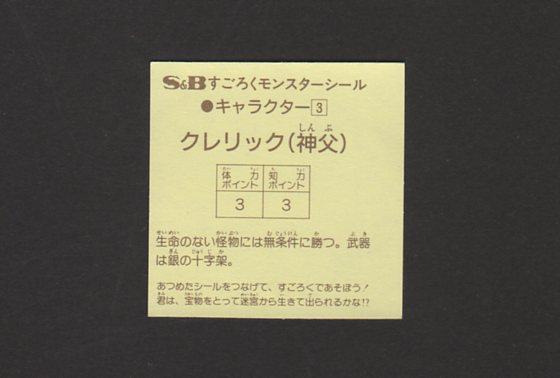 S&Bすごろくモンスターシール
●キャラクター3
クレリック(神父)
体力ポイント 知力ポイント
3 3
生命のない怪物には無条件に勝つ。武器
は銀の十字架。
あつめたシールをつなげて、すごろくであそぼう!
君は、宝物をとって迷宮から生きて出られるかな!?